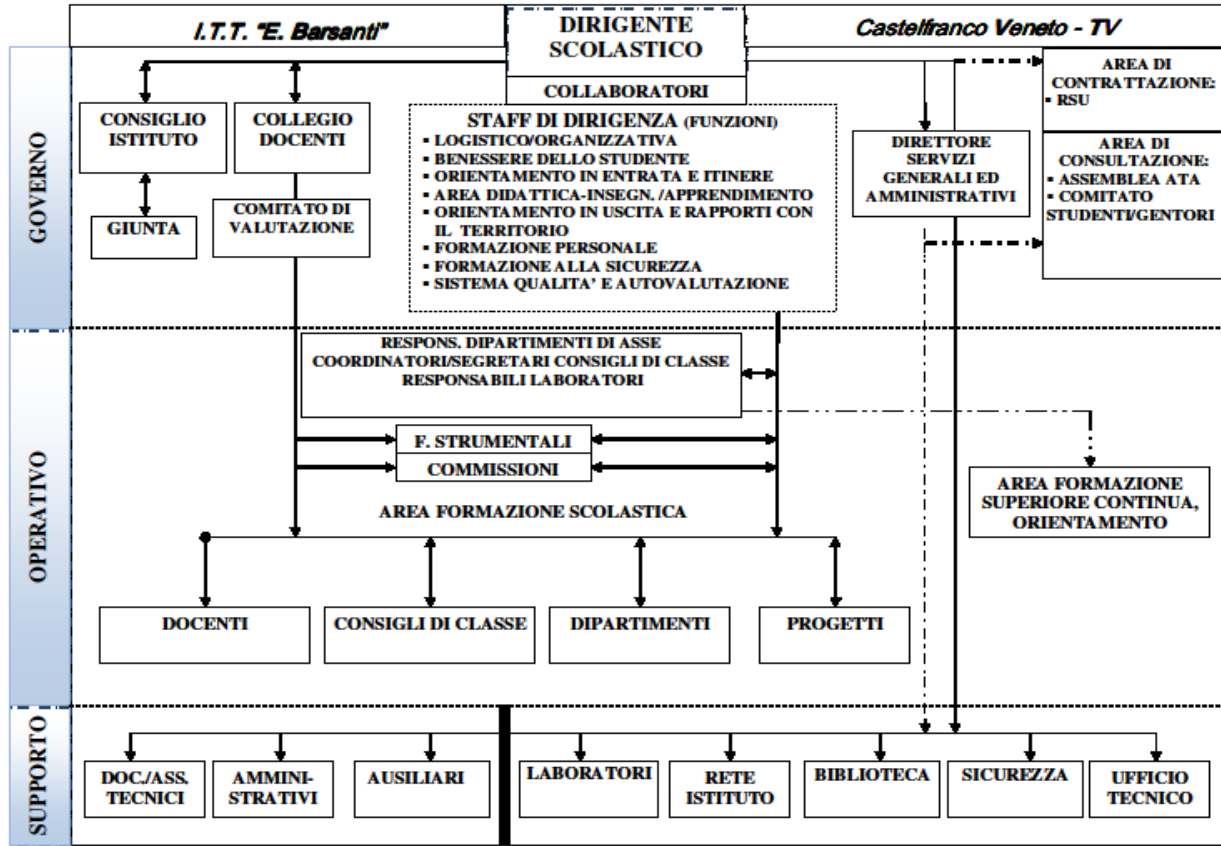 I.T.T. "E. Barsanti"
DIRIGENTE
SCOLASTICO
Castelfranco Veneto - TV
COLLABORATORI
GOVERNO
CONSIGLIO
ISTITUTO
COLLEGIO
DOCENTI
GIUNTA
COMITATO DI
VALUTAZIONE
STAFF DI DIRIGENZA (FUNZIONI)
▪ LOGISTICO/ORGANIZZATIVA
▪ BENESSERE DELLO STUDENTE
▪ ORIENTAMENTO IN ENTRATA E ITINERE
▪ AREA DIDATTICA-INSEGN./APPRENDIMENTO
▪ ORIENTAMENTO IN USCITA E RAPPORTI CON
IL TERRITORIO
▪ FORMAZIONE PERSONALE
▪ FORMAZIONE ALLA SICUREZZA
▪ SISTEMA QUALITA' E AUTOVALUTAZIONE
DIRETTORE
SERVIZI
GENERALI ED
AMMINISTRATIVI
AREA DI
CONTRATTAZIONE:
▪ RSU
AREA DI
CONSULTAZIONE:
▪ ASSEMBLEA ATA
▪ COMITATO
STUDENTI/GENTORI
OPERATIVO
RESPONS. DIPARTIMENTI DI ASSE
COORDINATORI/SEGRETARI CONSIGLI DI CLASSE
RESPONSABILI LABORATORI
F. STRUMENTALI
COMMISSIONI
AREA FORMAZIONE SCOLASTICA
AREA FORMAZIONE
SUPERIORE CONTINUA,
ORIENTAMENTO
DOCENTI
CONSIGLI DI CLASSE
DIPARTIMENTI
PROGETTI
SUPPORTO
DOC./ASS.
TECNICI
AMMINI-
STRATIVI
AUSILIARI
LABORATORI
RETE
ISTITUTO
BIBLIOTECA
SICUREZZA
UFFICIO
TECNICO